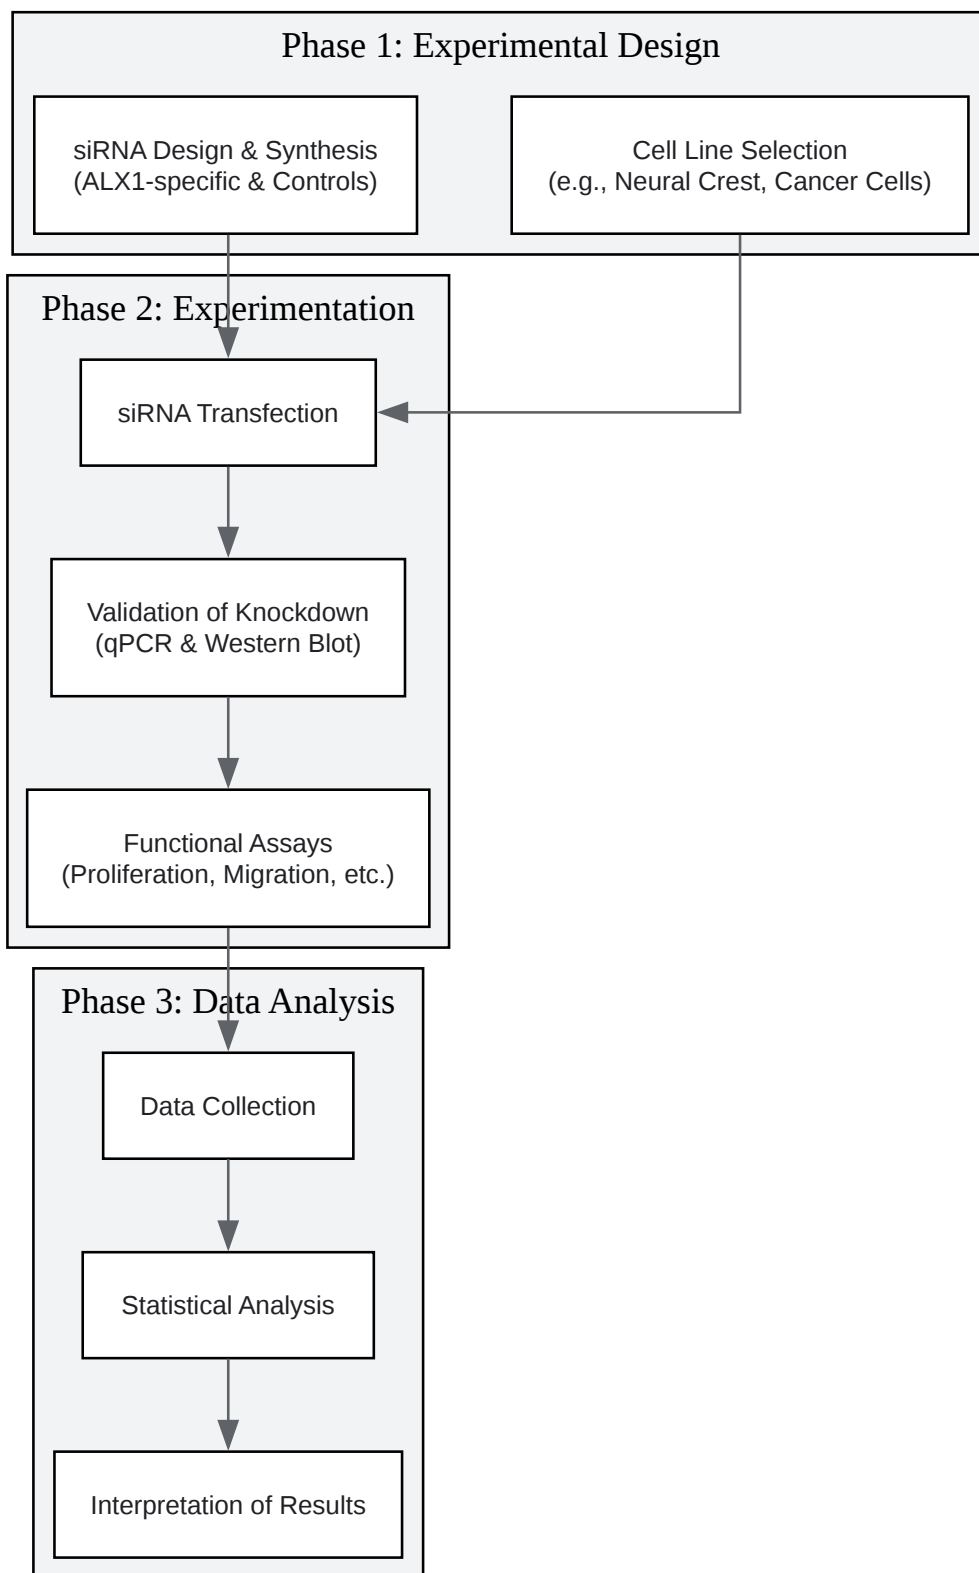 Phase 1: Experimental Design
siRNA Design & Synthesis
(ALX1-specific & Controls)
Cell Line Selection
(e.g., Neural Crest, Cancer Cells)
Phase 2: Experimentation
siRNA Transfection
Validation of Knockdown
(qPCR & Western Blot)
Functional Assays
(Proliferation, Migration, etc.)
Phase 3: Data Analysis
Data Collection
Statistical Analysis
Interpretation of Results